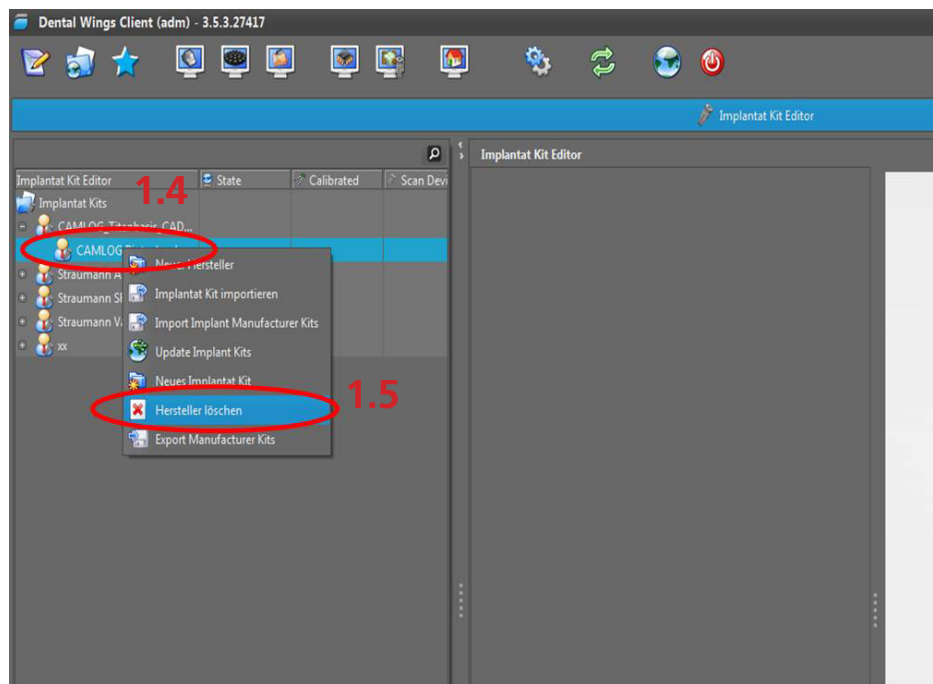 Dental Wings Client (adm) - 3.5.3.27417
Implantat Kit Editor
Implantat Kit Editor
Implantat Kit Editor State Calibrated Scan Devi
1.4
Implantat Kits
CAMLOG_Titanbasis_CAD...
CAMLOG
Neuer Hersteller
Straumann A
Implantat Kit importieren
Straumann
Import Implant Manufacturer Kits
Straumann V
Update Implant Kits
xx
Neues Implantat Kit
1.5
Hersteller löschen
Export Manufacturer Kits